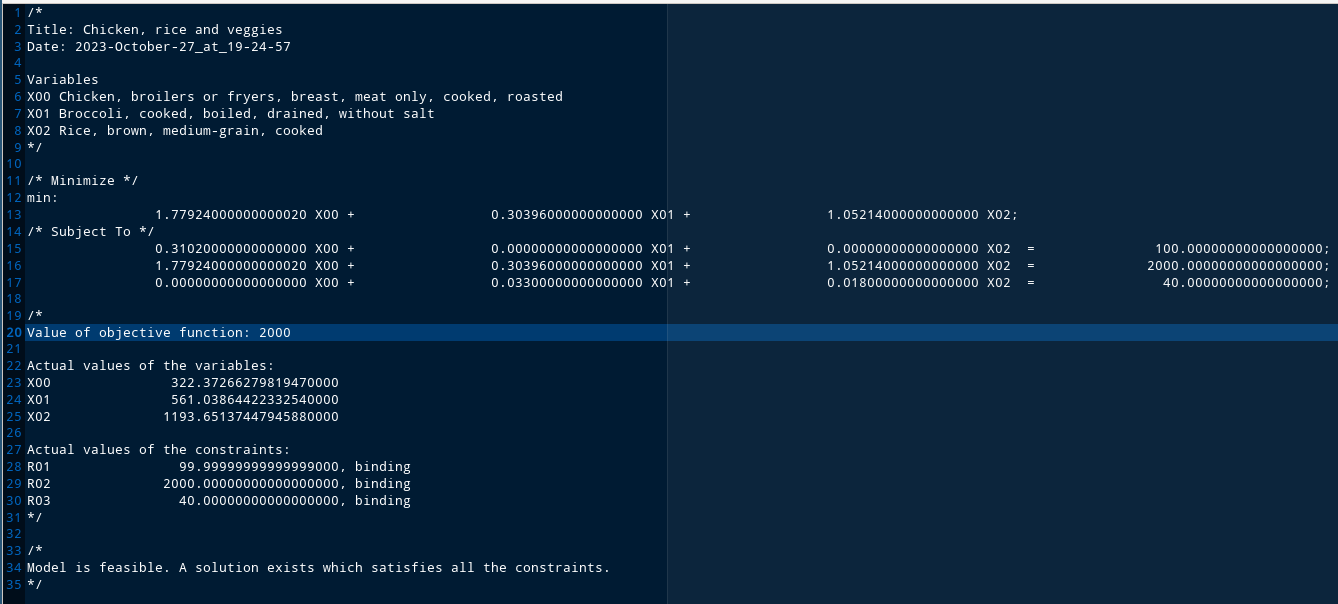 1 /*
2 Title: Chicken, rice and veggies
3 Date: 2023-October-27_at_19-24-57
4
5 Variables
6 X00 Chicken, broilers or fryers, breast, meat only, cooked, roasted
7 X01 Broccoli, cooked, boiled, drained, without salt
8 X02 Rice, brown, medium-grain, cooked
9 */
10
11 /* Minimize */
12 min:
13 1.77924000000000020 X00 + 0.30396000000000000 X01 + 1.05214000000000000 X02;
14 /* Subject To */
15 0.31020000000000000 X00 + 0.00000000000000000 X01 + 0.00000000000000000 X02 = 100.00000000000000000;
16 1.77924000000000020 X00 + 0.30396000000000000 X01 + 1.05214000000000000 X02 = 2000.00000000000000000;
17 0.00000000000000000 X00 + 0.03300000000000000 X01 + 0.01800000000000000 X02 = 40.00000000000000000;
18
19 /*
20 Value of objective function: 2000
21
22 Actual values of the variables:
23 X00 322.37266279819470000
24 X01 561.03864422332540000
25 X02 1193.65137447945880000
26
27 Actual values of the constraints:
28 R01 99.99999999999999000, binding
29 R02 2000.00000000000000000, binding
30 R03 40.00000000000000000, binding
31 */
32
33 /*
34 Model is feasible. A solution exists which satisfies all the constraints.
35 */